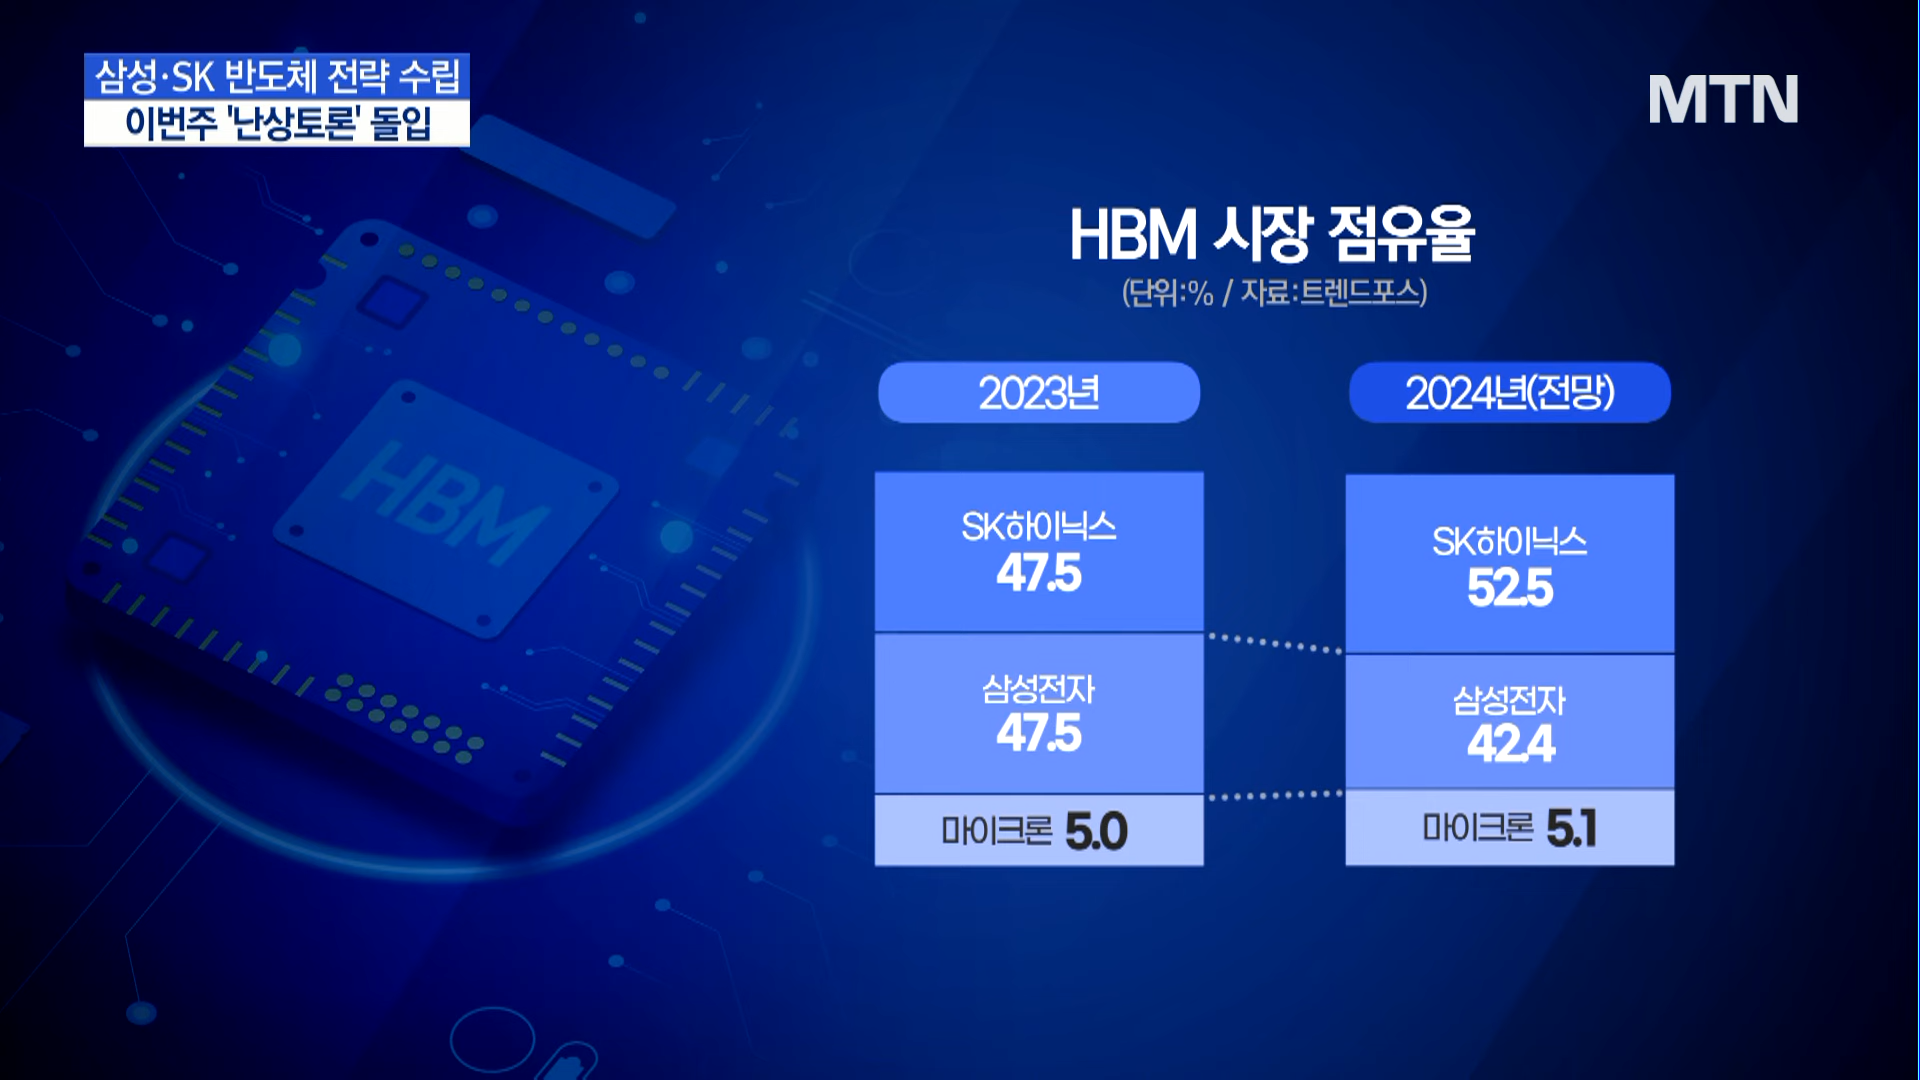 삼성·SK 반도체 전략 수립
이번주 '난상토론' 돌입
MTN
HBM 시장 점유율
(단위:% / 자료:트렌드포스)
2023년
SK하이닉스
47.5
삼성전자
47.5
마이크론 5.0
2024년(전망)
SK하이닉스
52.5
삼성전자
42.4
마이크론 5.1
HBM